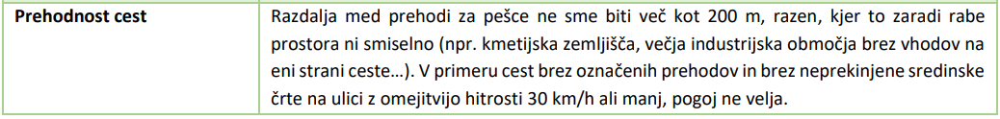 Prehodnost cest
Razdalja med prehodi za pešce ne sme biti več kot 200 m, razen, kjer to zaradi rabe
prostora ni smiselno (npr. kmetijska zemljišča, večja industrijska območja brez vhodov na
eni strani ceste…). V primeru cest brez označenih prehodov in brez neprekinjene sredinske
črte na ulici z omejitvijo hitrosti 30 km/h ali manj, pogoj ne velja.